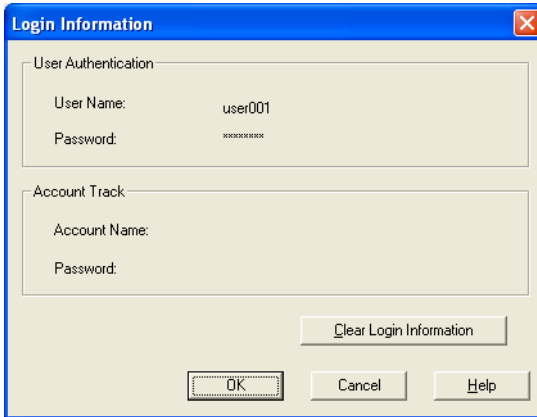 Login Information
User Authentication
User Name: user001
Password: ********
Account Track
Account Name:
Password:
Clear Login Information
OK Cancel Help